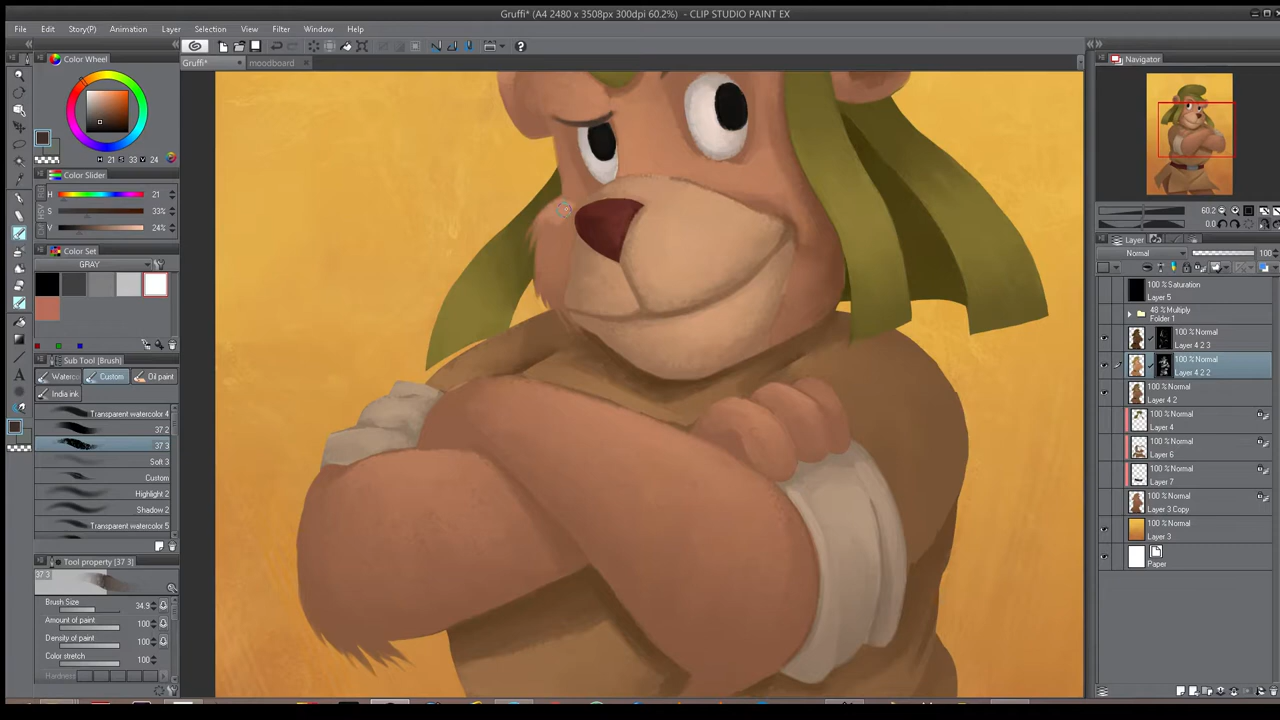 Gruffi* (A4 2480 x 3508px 300dpi 60.2%) - CLIP STUDIO PAINT EX
File Edit Story(P) Animation Layer Selection View Filter Window Help
Gruffi*
moodboard
Color Wheel
H 21 S 33 V 24
Color Slider
H 21
S 33%
V 24%
Color Set
GRAY
Sub Tool [Brush]
Waterco
Custom
Oil paint
India ink
Transparent watercolor 4
37 2
37 3
Soft 3
Custom
Highlight 2
Shadow 2
Transparent watercolor 5
Tool property [37 3]
37 3
Brush Size 34.9
Amount of paint 100
Density of paint 100
Color stretch 100
Hardness
Navigator
60.2
0.0
Layer
Normal 100
100 % Saturation
Layer 5
48 % Multiply
Folder 1
100 % Normal
Layer 4 2 3
100 % Normal
Layer 4 2 2
100 % Normal
Layer 4 2
100 % Normal
Layer 4
100 % Normal
Layer 6
100 % Normal
Layer 7
100 % Normal
Layer 3 Copy
100 % Normal
Layer 3
Paper